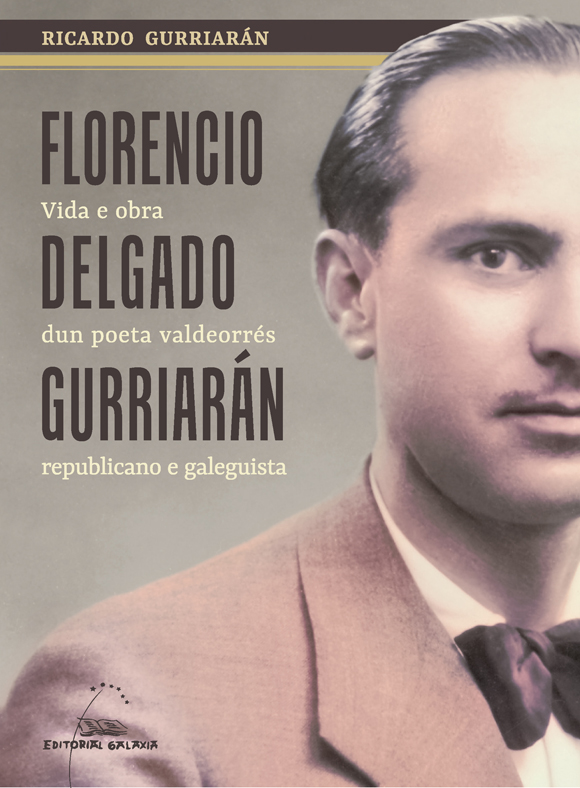 RICARDO GURRIARÁN
FLORENCIO
Vida e obra
DELGADO
dun poeta valdeorrés
GURRIARÁN
republicano e galeguista
EDITORIAL GALAXIA